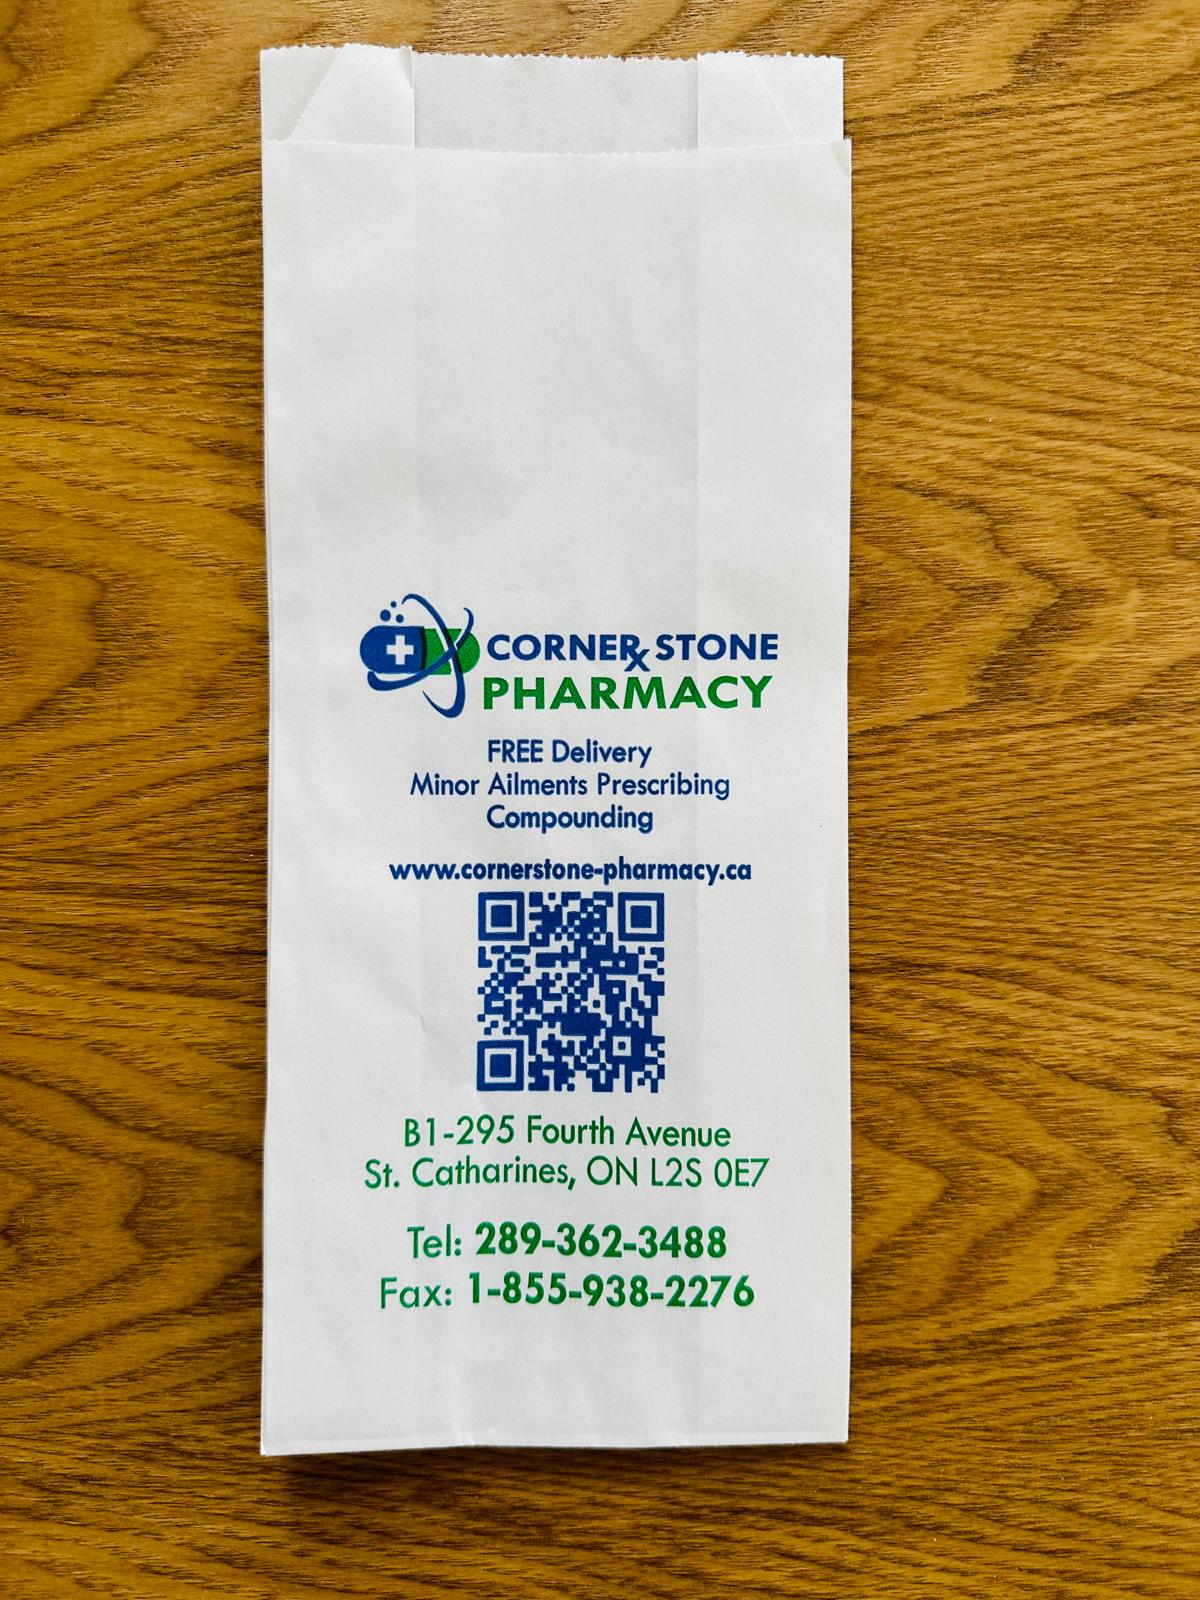 CORNER STONE
PHARMACY
FREE Delivery
Minor Ailments Prescribing
Compounding
www.cornerstone-pharmacy.ca
B1-295 Fourth Avenue
St. Catharines, ON L2S 0E7
Tel: 289-362-3488
Fax: 1-855-938-2276